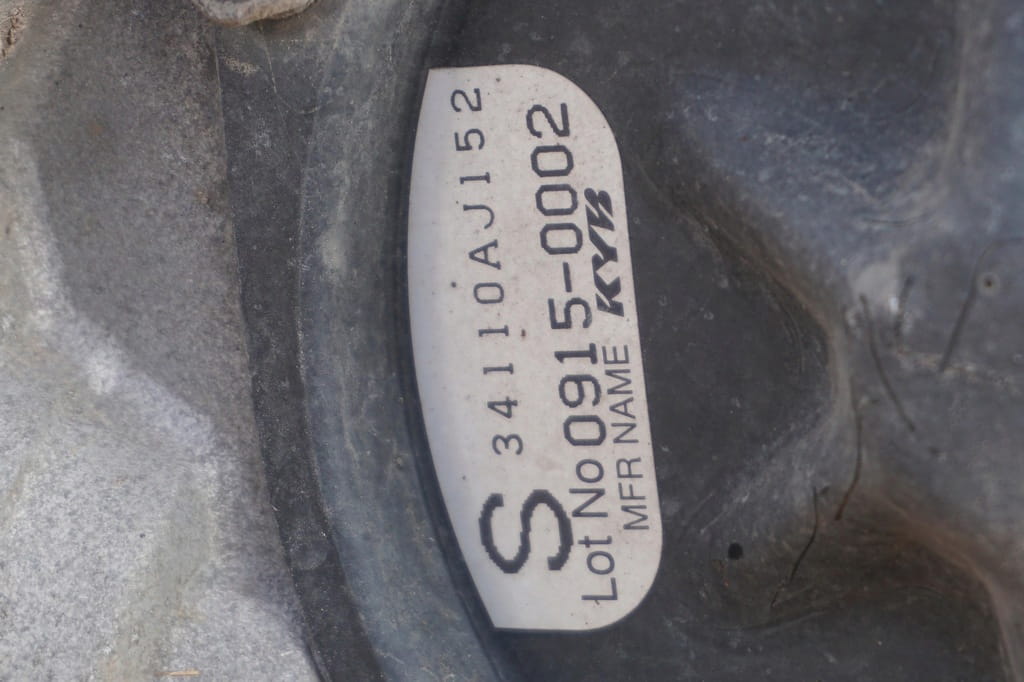 S 34110AJ152
Lot No 0915-0002
MFR NAME KYB